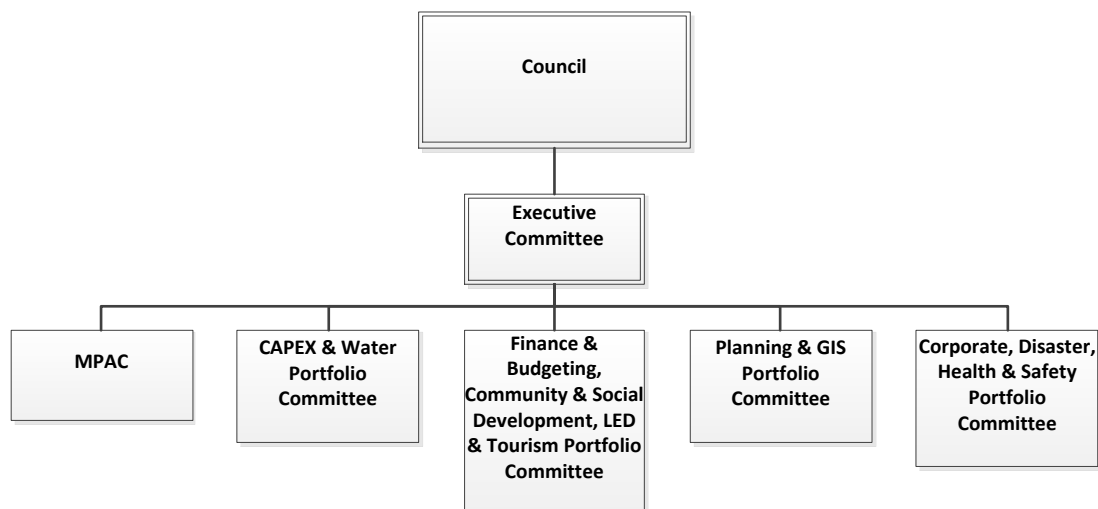 Council
Executive
Committee
MPAC
CAPEX & Water
Portfolio
Committee
Finance &
Budgeting,
Community & Social
Development, LED
& Tourism Portfolio
Committee
Planning & GIS
Portfolio
Committee
Corporate, Disaster,
Health & Safety
Portfolio
Committee